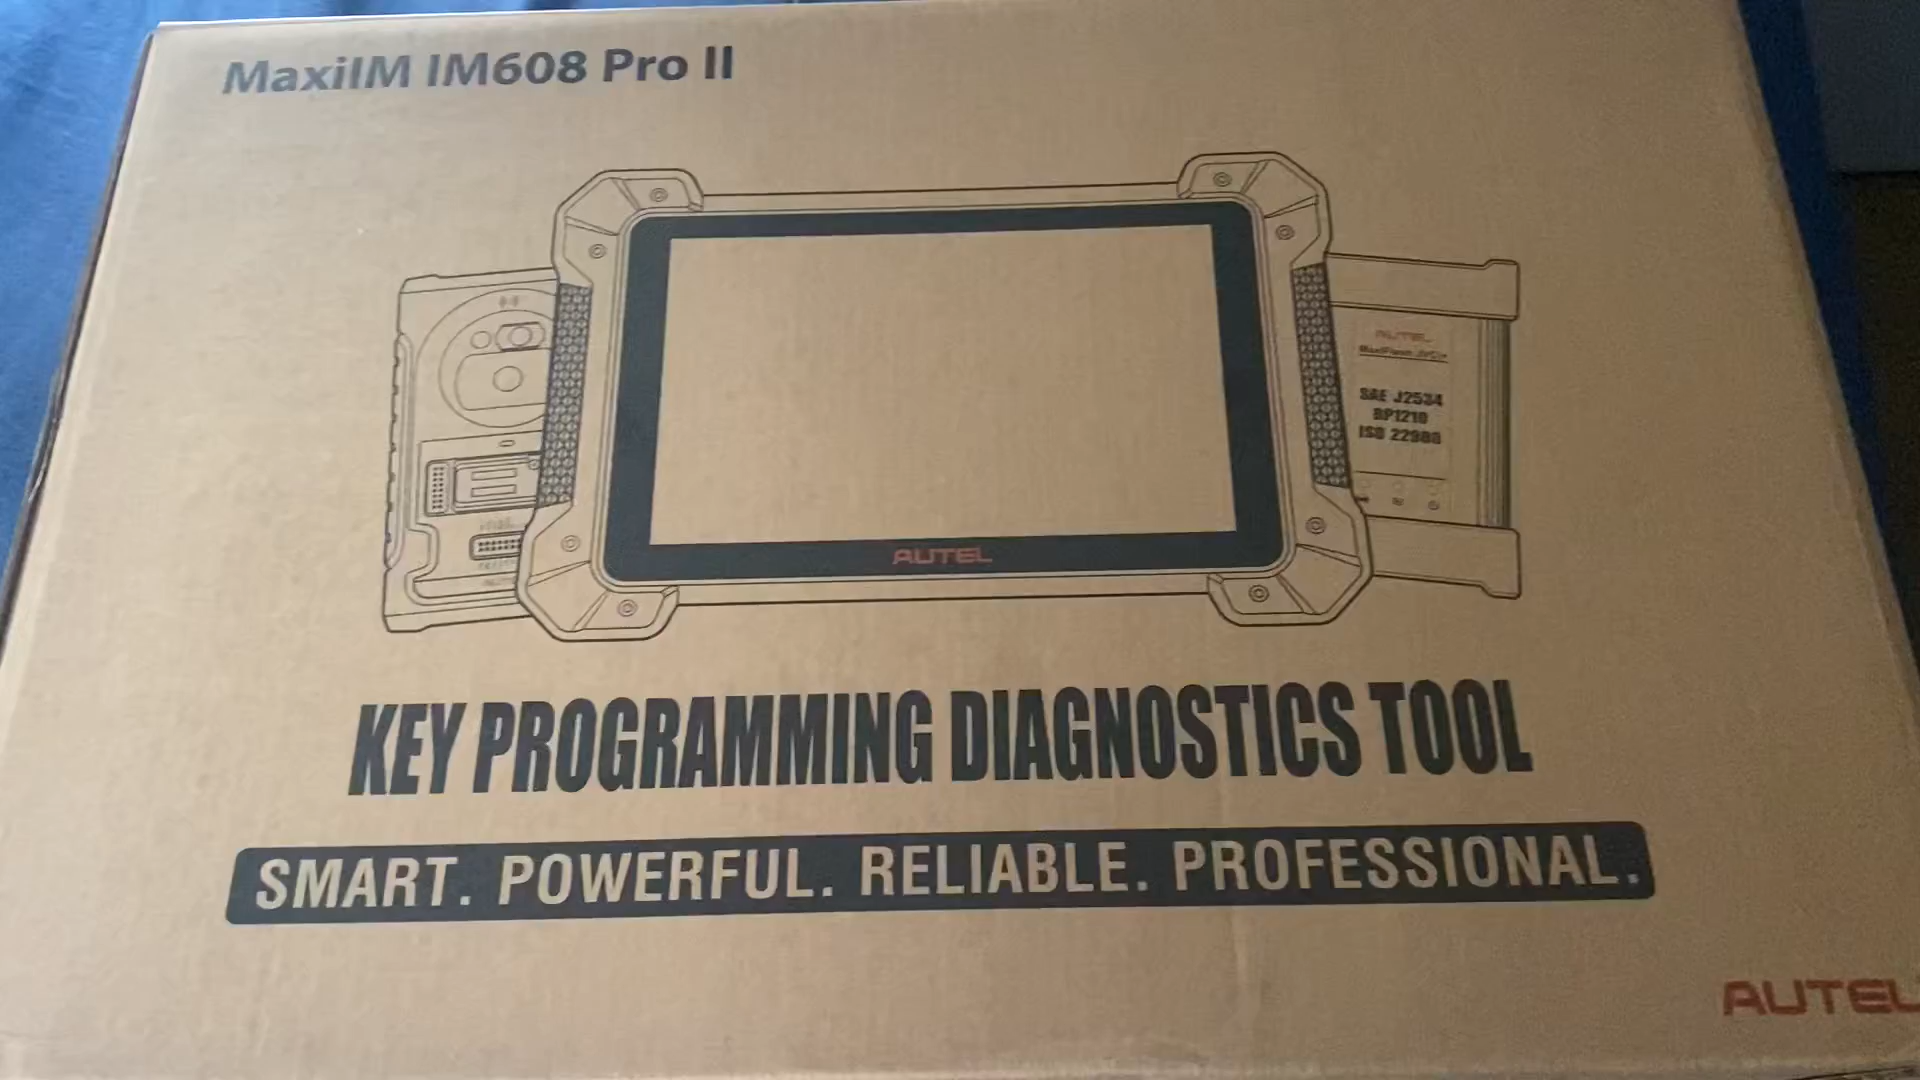 MaxiIM IM608 Pro II
AUTEL
SAE J2534
RP1210
ISO 22900
AUTEL
KEY PROGRAMMING DIAGNOSTICS TOOL
SMART. POWERFUL. RELIABLE. PROFESSIONAL.
AUTEL